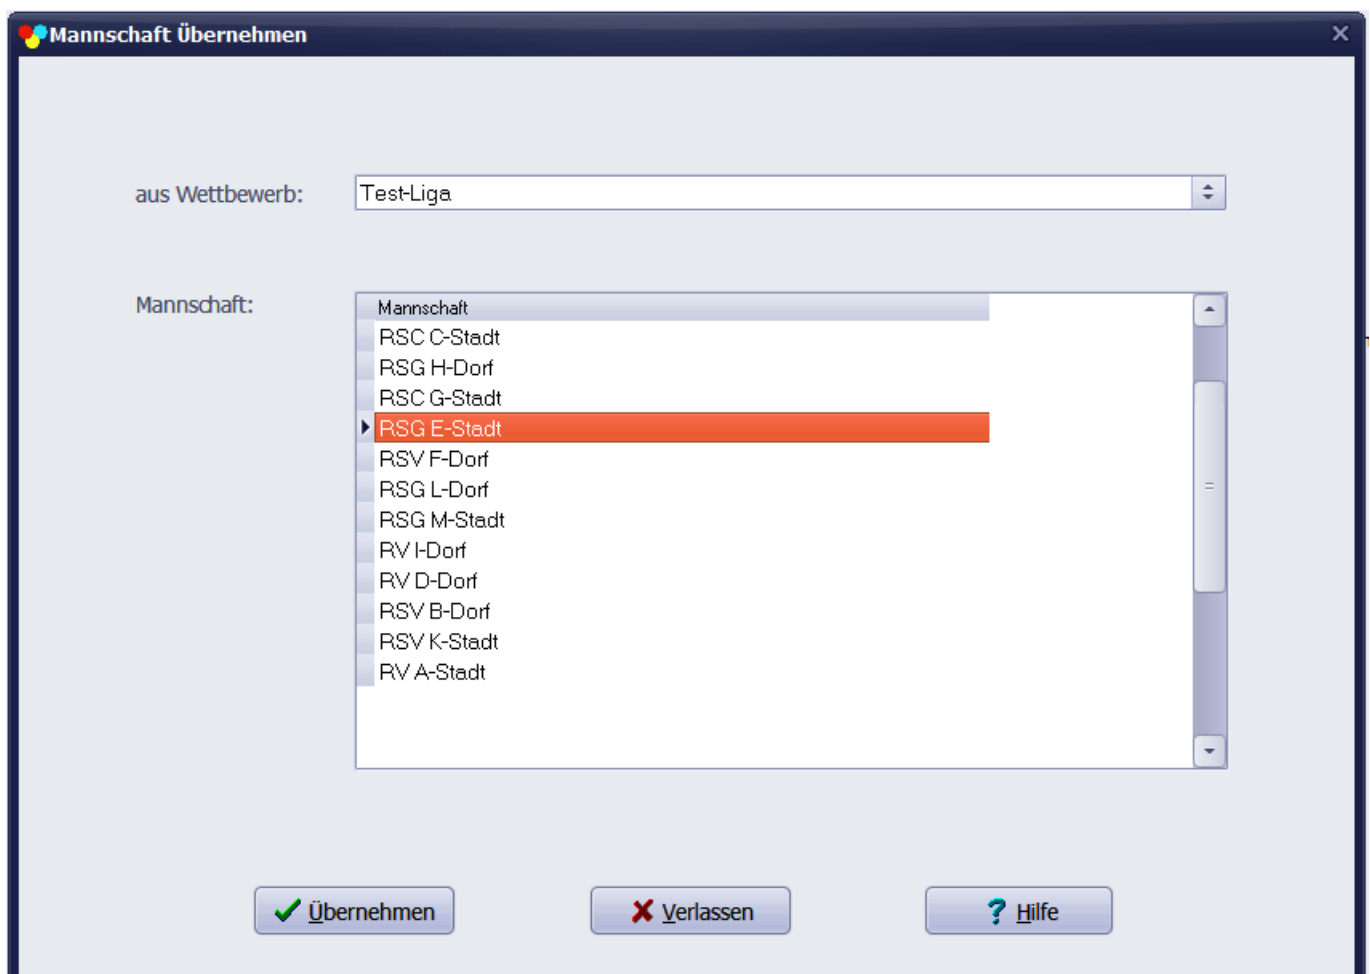 Mannschaft Übernehmen
aus Wettbewerb:
Test-Liga
Mannschaft:
Mannschaft
RSC C-Stadt
RSG H-Dorf
RSC G-Stadt
RSG E-Stadt
RSV F-Dorf
RSG L-Dorf
RSG M-Stadt
RV I-Dorf
RV D-Dorf
RSV B-Dorf
RSV K-Stadt
RV A-Stadt
Übernehmen
Verlassen
Hilfe